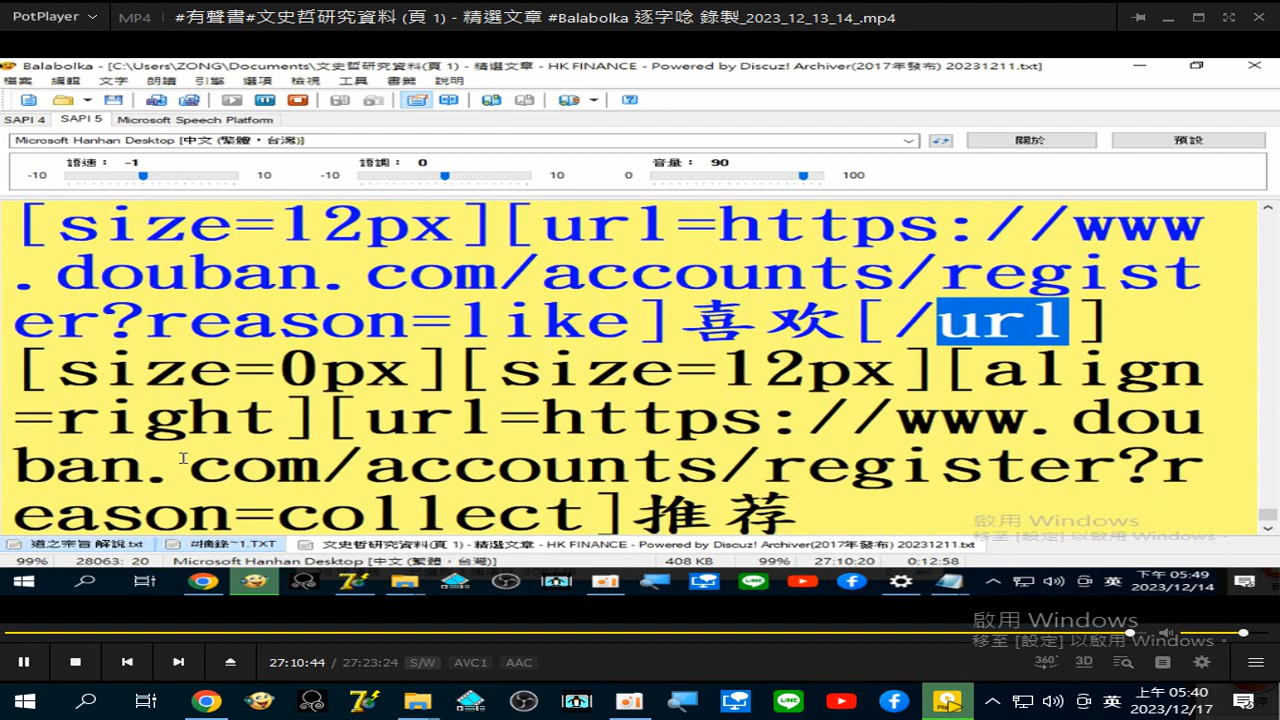 PotPlayer
MP4
#有聲書#文史哲研究資料 (頁 1) - 精選文章 #Balabolka 逐字唸 錄製_2023_12_13_14_.mp4
Balabolka - [C:\Users\ZONG\Documents\文史哲研究資料(頁 1) - 精選文章 - HK FINANCE - Powered by Discuz! Archiver(2017年發布) 20231211.txt]
檔案 編輯 文字 朗讀 引擎 選項 檢視 工具 書籤 說明
SAPI 4 SAPI 5 Microsoft Speech Platform
Microsoft Hanhan Desktop [中文 (繁體，台灣)]
關於 預設
語速： -1 語調： 0 音量： 90
-10 10 -10 10 0 100
[size=12px][url=https://www
.douban.com/accounts/regist
er?reason=like]喜欢[/url]
[size=0px][size=12px][align
=right][url=https://www.dou
ban.com/accounts/register?r
eason=collect]推荐
啟用 Windows
移至 [設定] 以啟用 Windows。
道之宗旨 解說.txt #摘錄~1.TXT 文史哲研究資料(頁 1) - 精選文章 - HK FINANCE - Powered by Discuz! Archiver(2017年發布) 20231211.txt
99% 28063: 20 Microsoft Hanhan Desktop [中文 (繁體，台灣)] 408 KB 99% 27:10:20 0:12:58
英 下午 05:49
2023/12/14
啟用 Windows
移至 [設定] 以啟用 Windows。
27:10:44 / 27:23:24 S/W AVC1 AAC
360° 3D
英 上午 05:40
2023/12/17